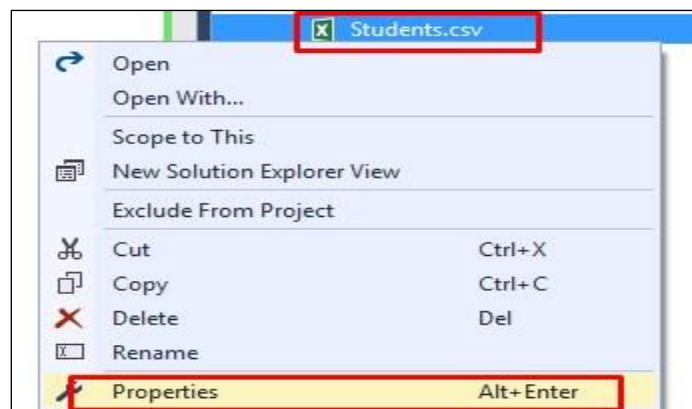 Students.csv
Open
Open With...
Scope to This
New Solution Explorer View
Exclude From Project
Cut Ctrl+X
Copy Ctrl+C
Delete Del
Rename
Properties Alt+Enter